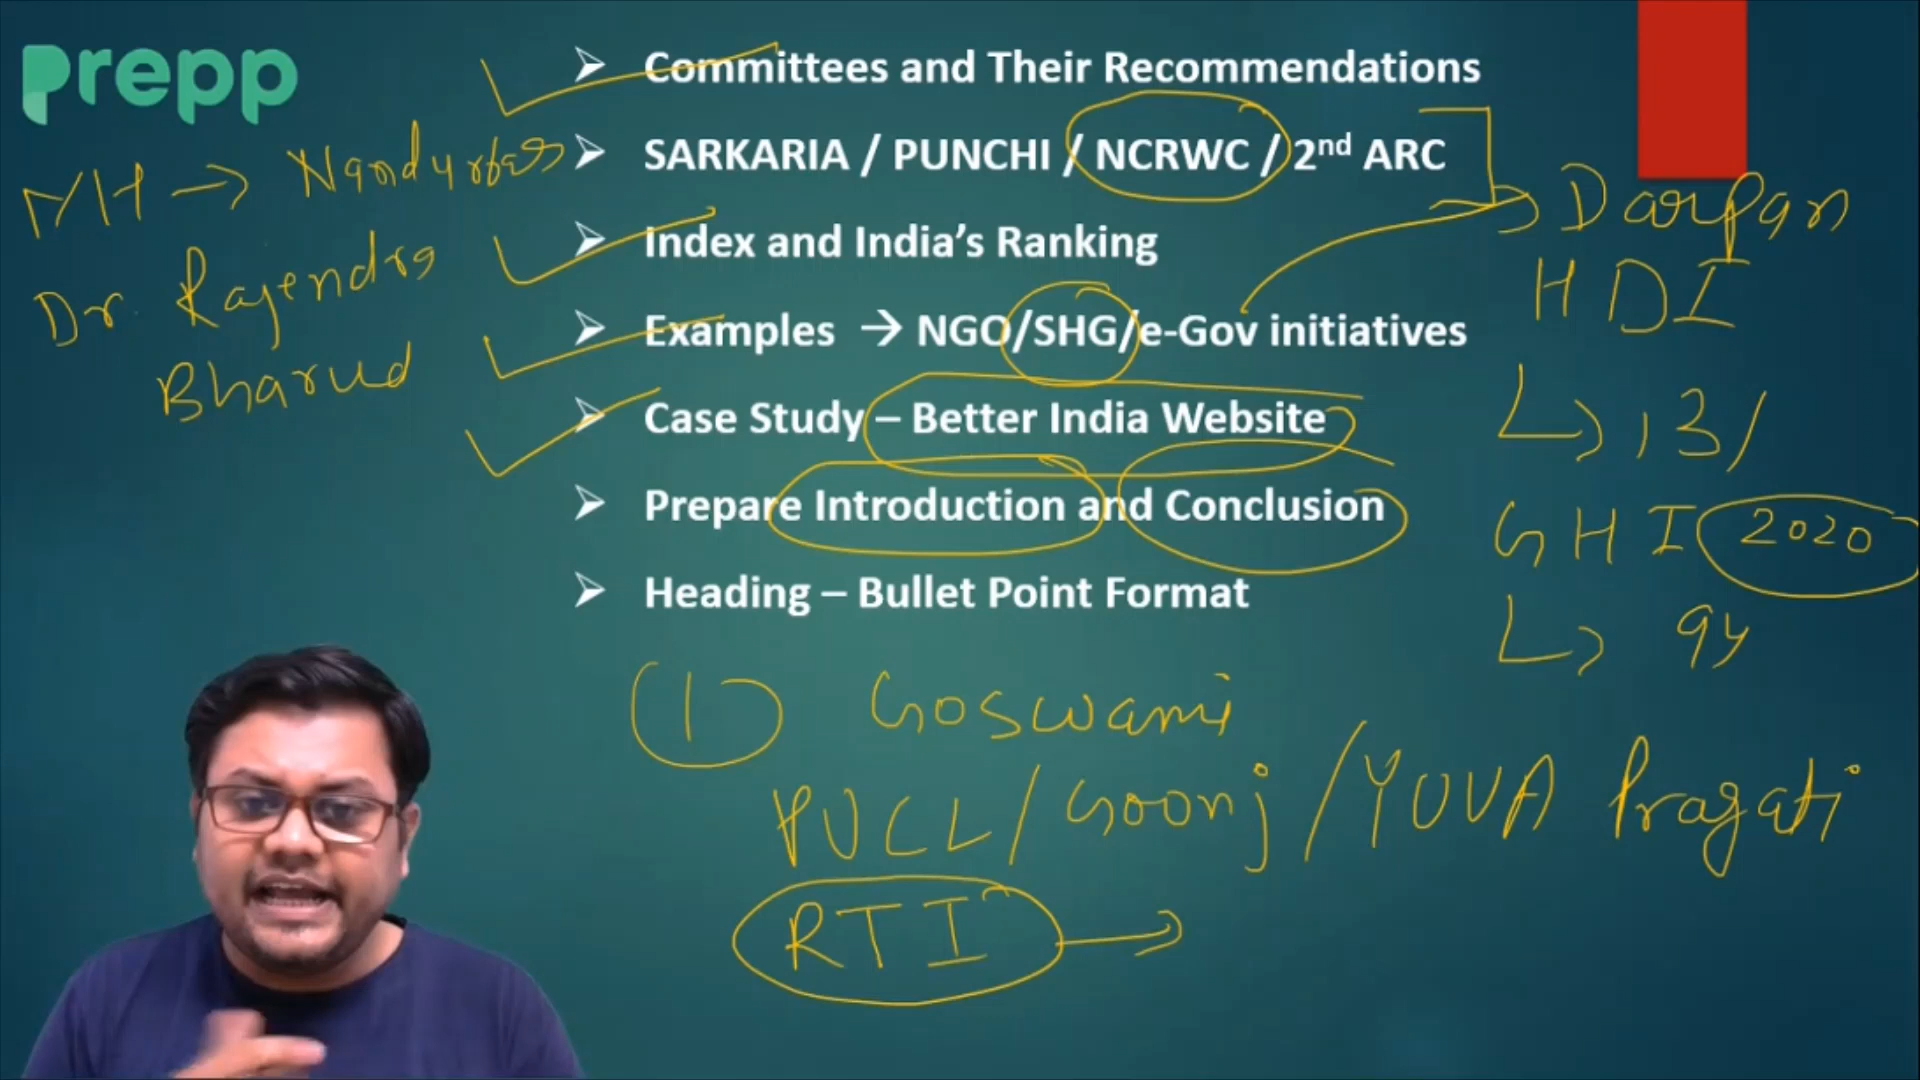 prepp
Committees and Their Recommendations
SARKARIA / PUNCHI / NCRWC / 2nd ARC
Index and India's Ranking
Examples → NGO/SHG/e-Gov initiatives
Case Study – Better India Website
Prepare Introduction and Conclusion
Heading – Bullet Point Format
MH → Nandurbar
Dr. Rajendra
Bharud
Darpan
HDI
↳ 131
GHI 2020
↳ 94
1 Goswami
PUCL / Goonj / YUVA Pragati
RTI →